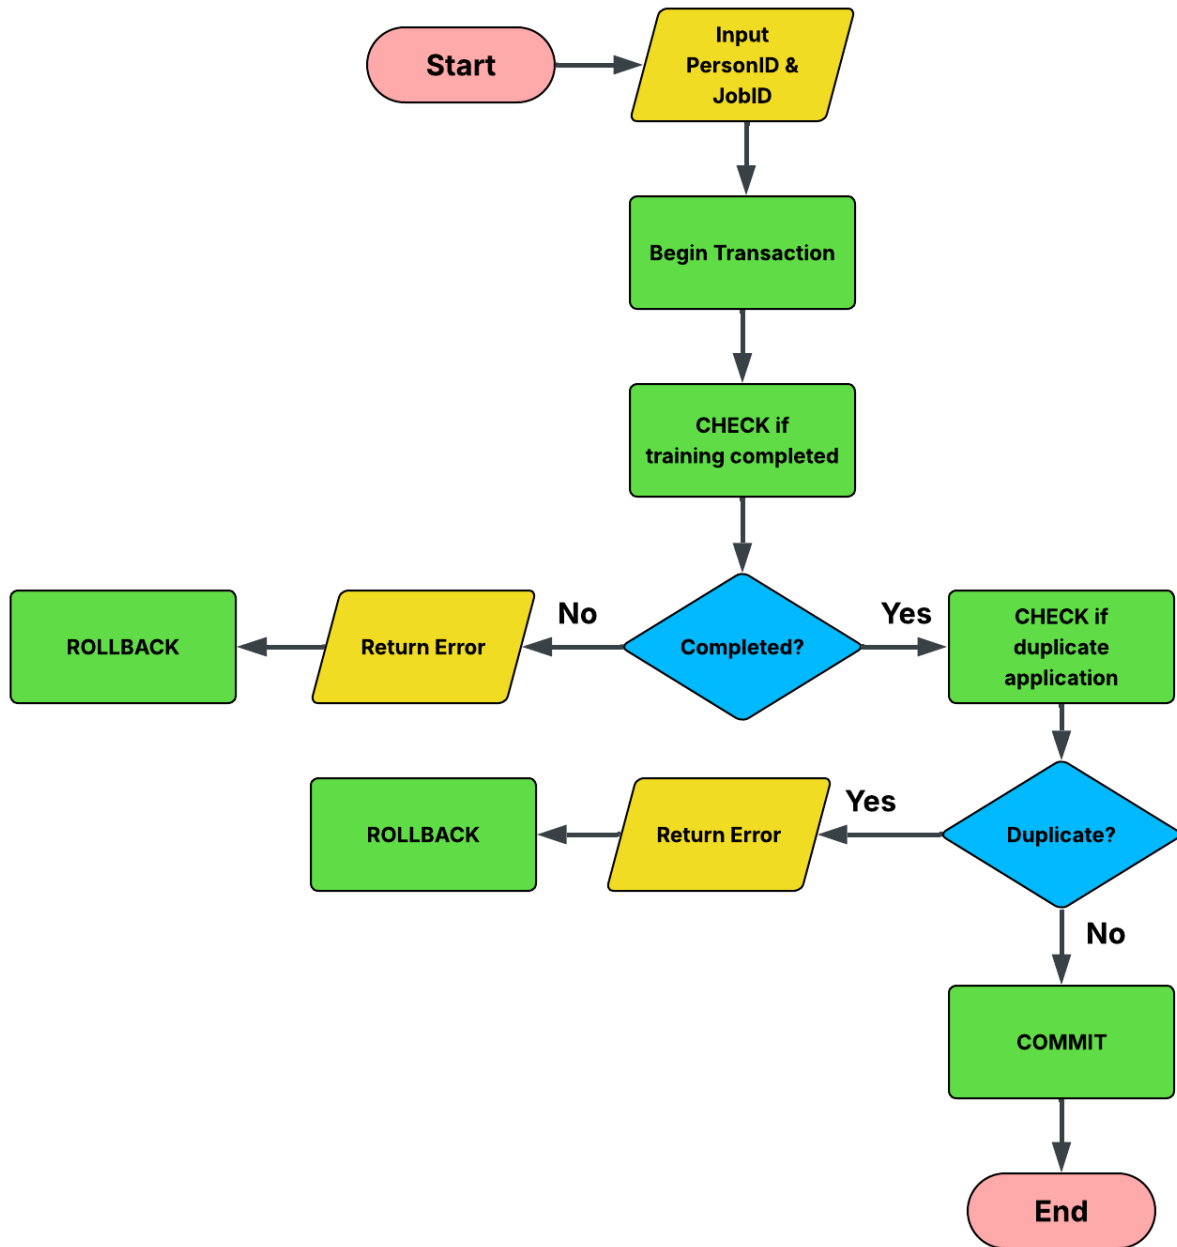 Start
Input
PersonID &
JobID
Begin Transaction
CHECK if
training completed
Completed?
No
Return Error
ROLLBACK
Yes
CHECK if
duplicate
application
Duplicate?
Yes
Return Error
ROLLBACK
No
COMMIT
End